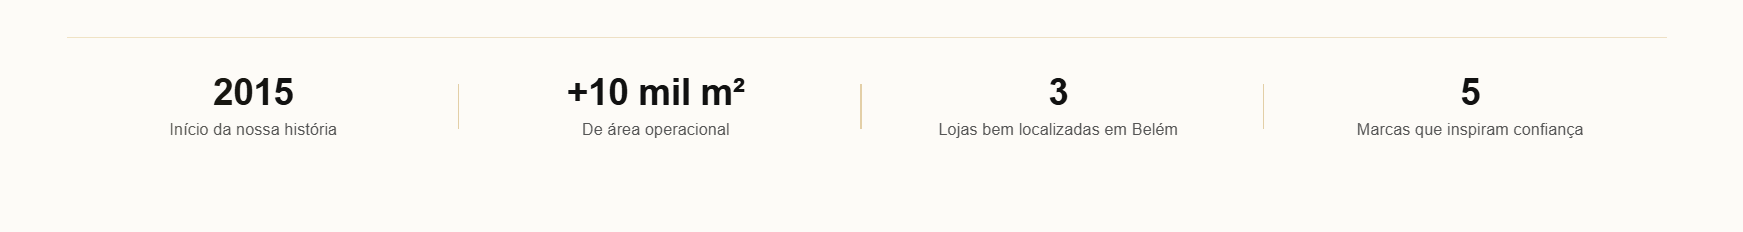 2015
Início da nossa história
+10 mil m²
De área operacional
3
Lojas bem localizadas em Belém
5
Marcas que inspiram confiança